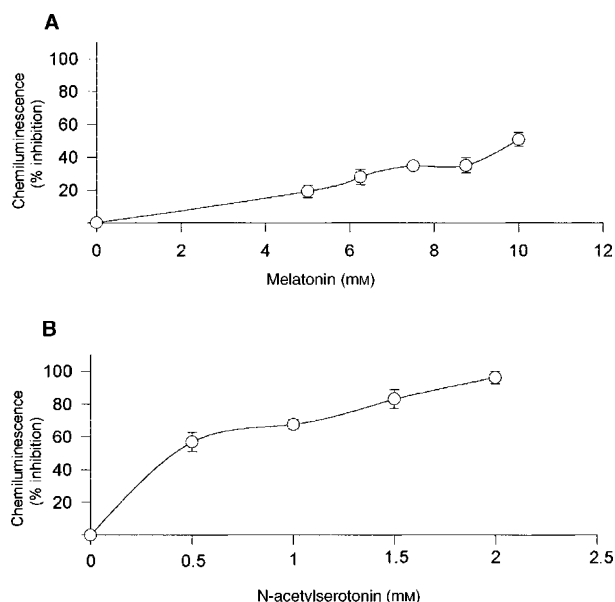 A
Chemiluminescence
(% inhibition)
100
80
60
40
20
0
2
4
6
8
10
12
Melatonin (mM)
B
Chemiluminescence
(% inhibition)
100
80
60
40
20
0
0.5
1
1.5
2
2.5
N-acetylserotonin (mM)